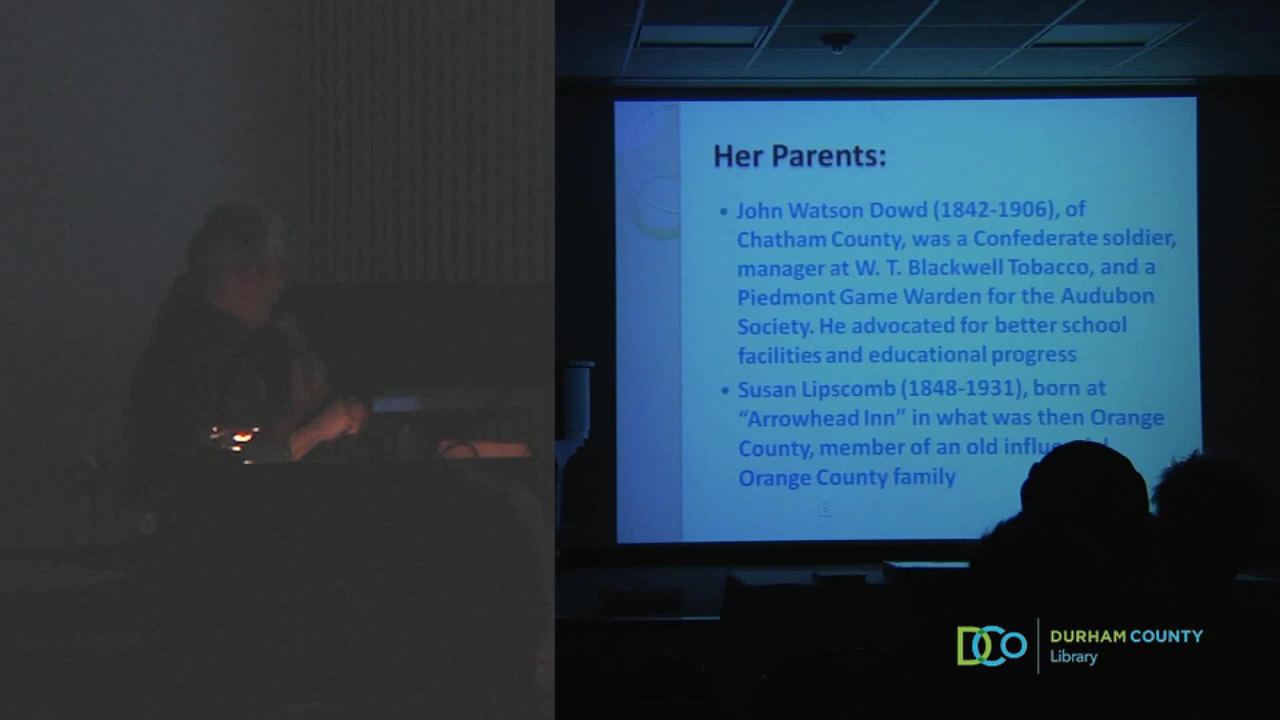 Her Parents:
• John Watson Dowd (1842-1906), of
Chatham County, was a Confederate soldier,
manager at W. T. Blackwell Tobacco, and a
Piedmont Game Warden for the Audubon
Society. He advocated for better school
facilities and educational progress
• Susan Lipscomb (1848-1931), born at
“Arrowhead Inn” in what was then Orange
County, member of an old
Orange County family
DCo
DURHAM COUNTY
Library